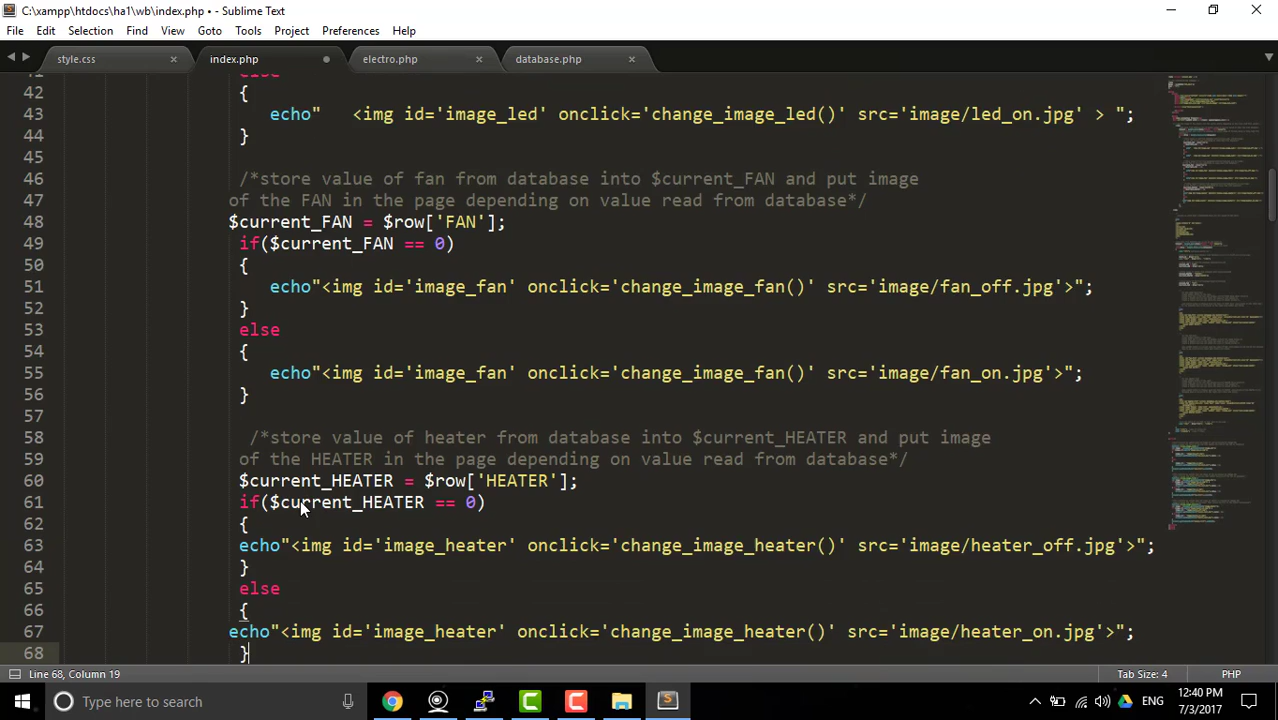 C:\xampp\htdocs\ha1\wb\index.php • - Sublime Text
File Edit Selection Find View Goto Tools Project Preferences Help
style.css index.php electro.php database.php
41 else
42 {
43 echo"   <img id='image_led' onclick='change_image_led()' src='image/led_on.jpg' > ";
44 }
45
46 /*store value of fan from database into $current_FAN and put image
47 of the FAN in the page depending on value read from database*/
48 $current_FAN = $row['FAN'];
49 if($current_FAN == 0)
50 {
51 echo"<img id='image_fan' onclick='change_image_fan()' src='image/fan_off.jpg'>";
52 }
53 else
54 {
55 echo"<img id='image_fan' onclick='change_image_fan()' src='image/fan_on.jpg'>";
56 }
57
58 /*store value of heater from database into $current_HEATER and put image
59 of the HEATER in the page depending on value read from database*/
60 $current_HEATER = $row['HEATER'];
61 if($current_HEATER == 0)
62 {
63 echo"<img id='image_heater' onclick='change_image_heater()' src='image/heater_off.jpg'>";
64 }
65 else
66 {
67 echo"<img id='image_heater' onclick='change_image_heater()' src='image/heater_on.jpg'>";
68 }
Line 68, Column 19 Tab Size: 4 PHP
Type here to search ENG 12:40 PM
7/3/2017